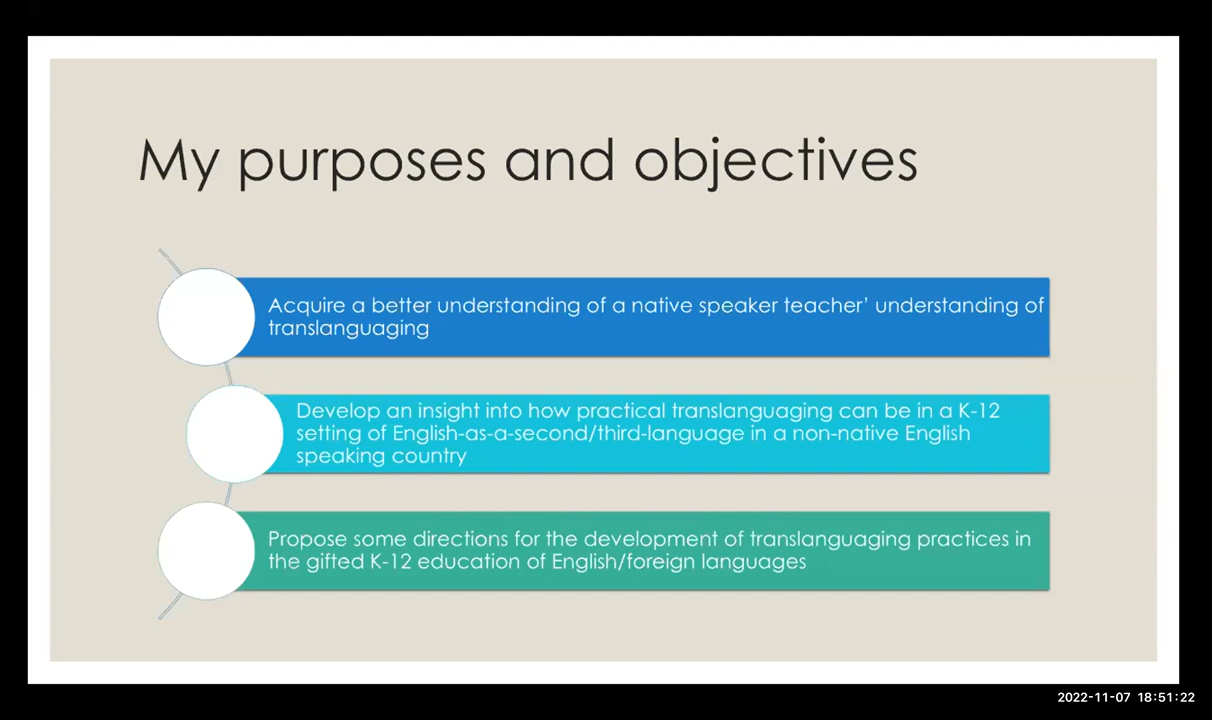 My purposes and objectives
Acquire a better understanding of a native speaker teacher’ understanding of
translanguaging
Develop an insight into how practical translanguaging can be in a K-12
setting of English-as-a-second/third-language in a non-native English
speaking country
Propose some directions for the development of translanguaging practices in
the gifted K-12 education of English/foreign languages
2022-11-07 18:51:22